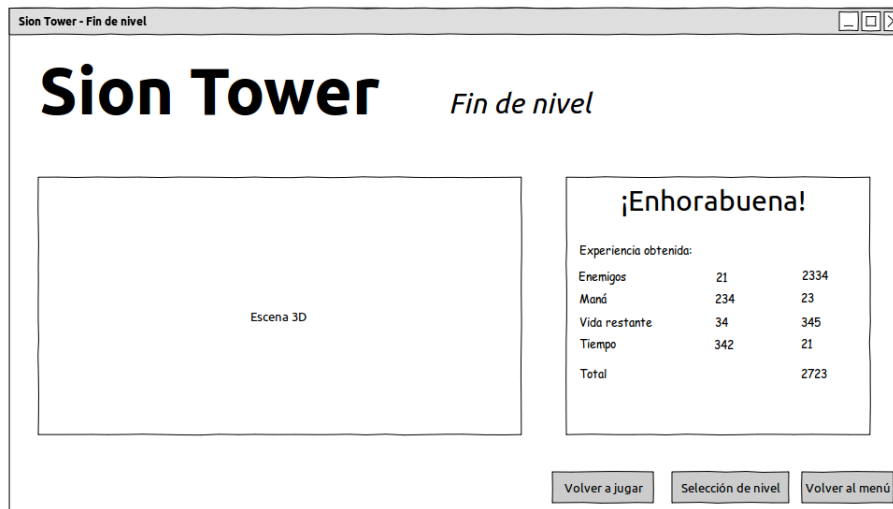 Sion Tower - Fin de nivel
Sion Tower
Fin de nivel
Escena 3D
¡Enhorabuena!
Experiencia obtenida:
Enemigos 21 2334
Maná 234 23
Vida restante 34 345
Tiempo 342 21
Total 2723
Volver a jugar
Selección de nivel
Volver al menú